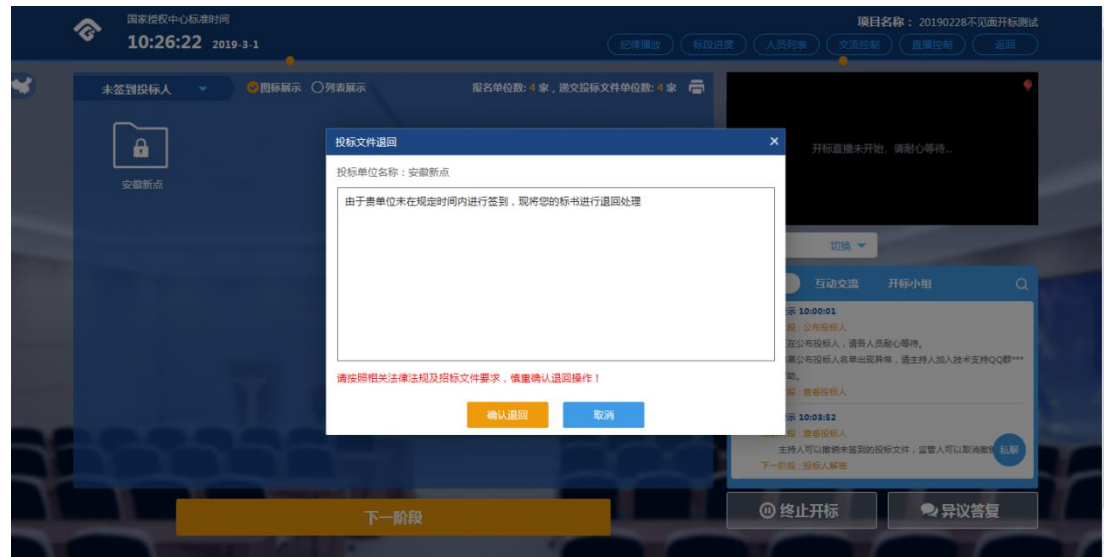 国家授权中心标准时间
10:26:22 2019-3-1
项目名称： 20190228不见面开标测试
纪律播放 标段进度 人员列表 交流控制 直播控制 返回
未签到投标人 图标展示 列表展示 报名单位数: 4 家 , 递交投标文件单位数: 4 家
安徽新点
投标文件退回 ×
投标单位名称：安徽新点
由于贵单位未在规定时间内进行签到，现将您的标书进行退回处理
请按照相关法律法规及招标文件要求，慎重确认退回操作！
确认退回 取消
开标直播未开始，请耐心等待...
切换
互动交流 开标小组
示 10:00:01
段：公布投标人
在公布投标人，请各人员耐心等待。
果公布投标人名单出现异常，请主持人加入技术支持QQ群***
助。
段：查看投标人
示 10:03:52
段：查看投标人
主持人可以撤销未签到的投标文件，监管人可以取消撤
私聊
下一阶段：投标人解密
下一阶段
终止开标 异议答复